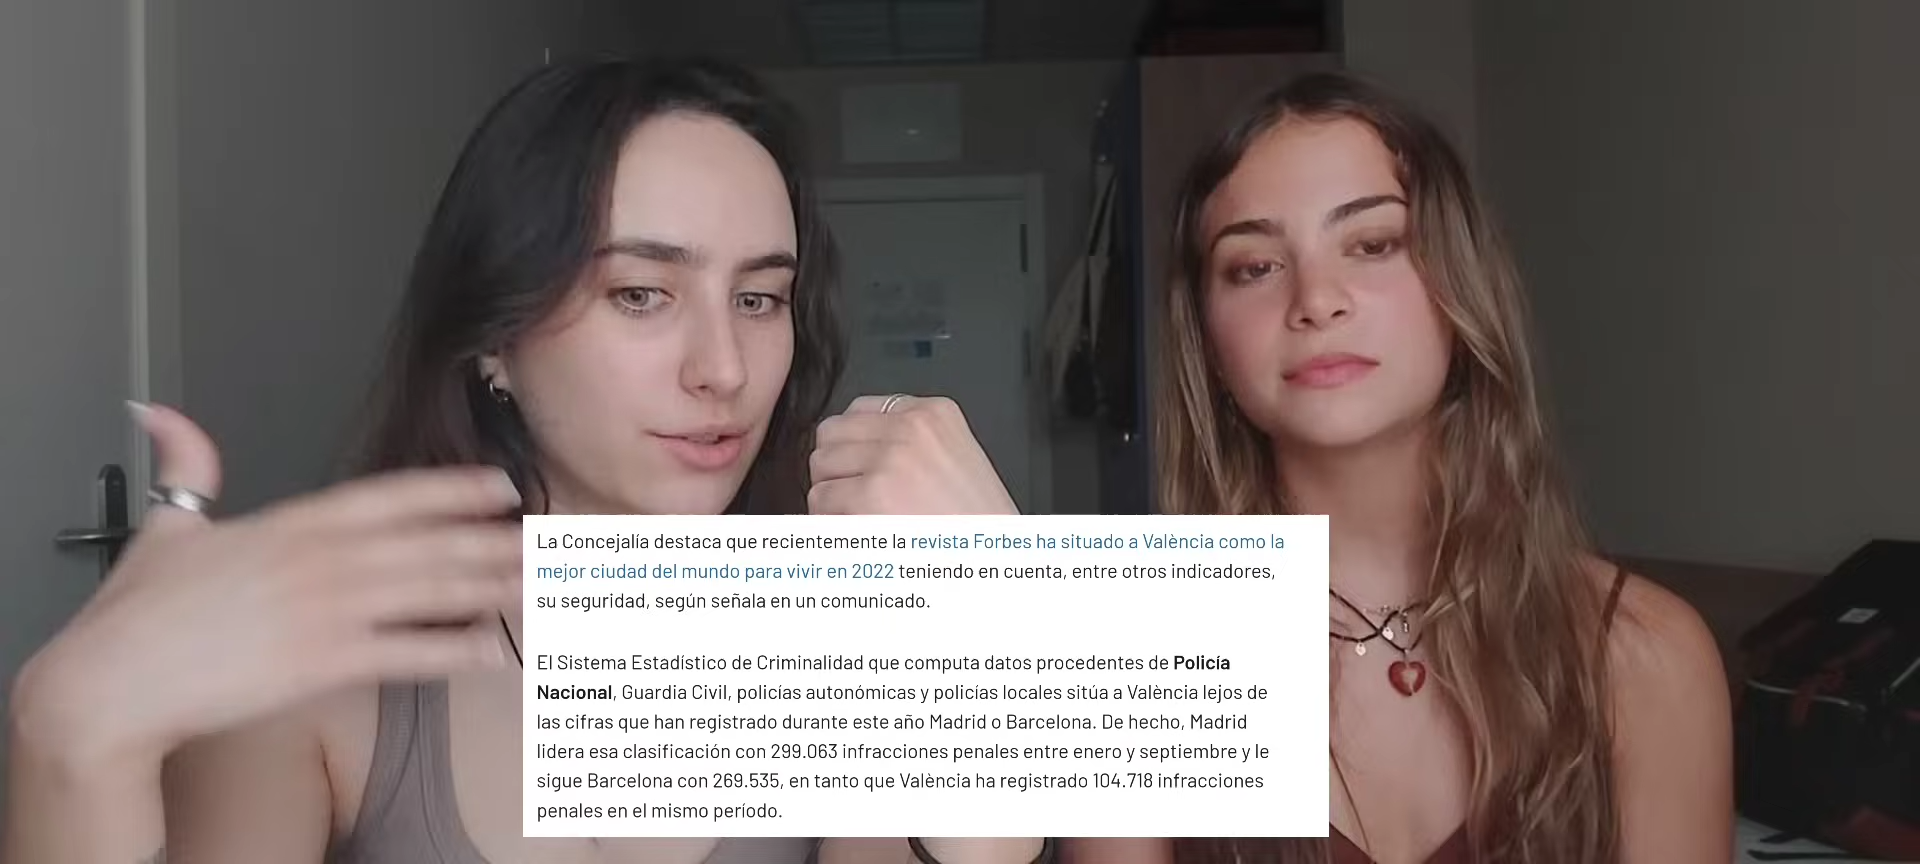 La Concejalía destaca que recientemente la revista Forbes ha situado a València como la
mejor ciudad del mundo para vivir en 2022 teniendo en cuenta, entre otros indicadores,
su seguridad, según señala en un comunicado.
El Sistema Estadístico de Criminalidad que computa datos procedentes de Policía
Nacional, Guardia Civil, policías autonómicas y policías locales sitúa a València lejos de
las cifras que han registrado durante este año Madrid o Barcelona. De hecho, Madrid
lidera esa clasificación con 299.063 infracciones penales entre enero y septiembre y le
sigue Barcelona con 269.535, en tanto que València ha registrado 104.718 infracciones
penales en el mismo período.